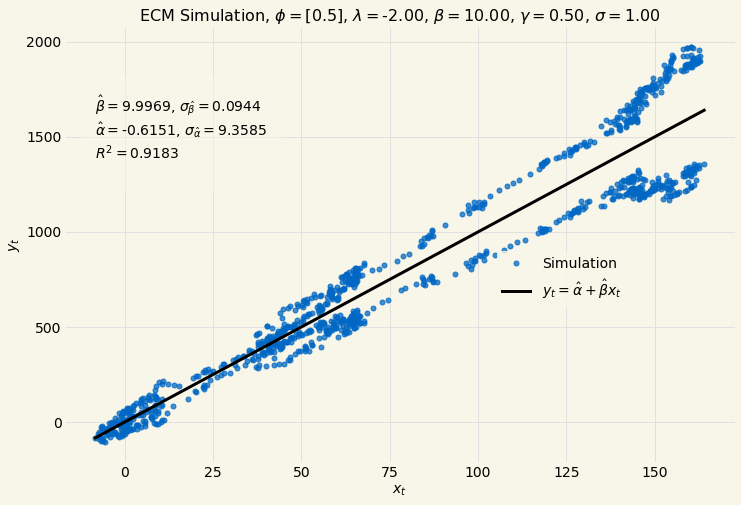 ECM Simulation, ϕ = [0.5], λ = -2.00, β = 10.00, γ = 0.50, σ = 1.00
2000
1500
1000
500
0
y_t
β̂ = 9.9969, σ_β̂ = 0.0944
α̂ = -0.6151, σ_α̂ = 9.3585
R² = 0.9183
Simulation
y_t = α̂ + β̂x_t
0 25 50 75 100 125 150
x_t